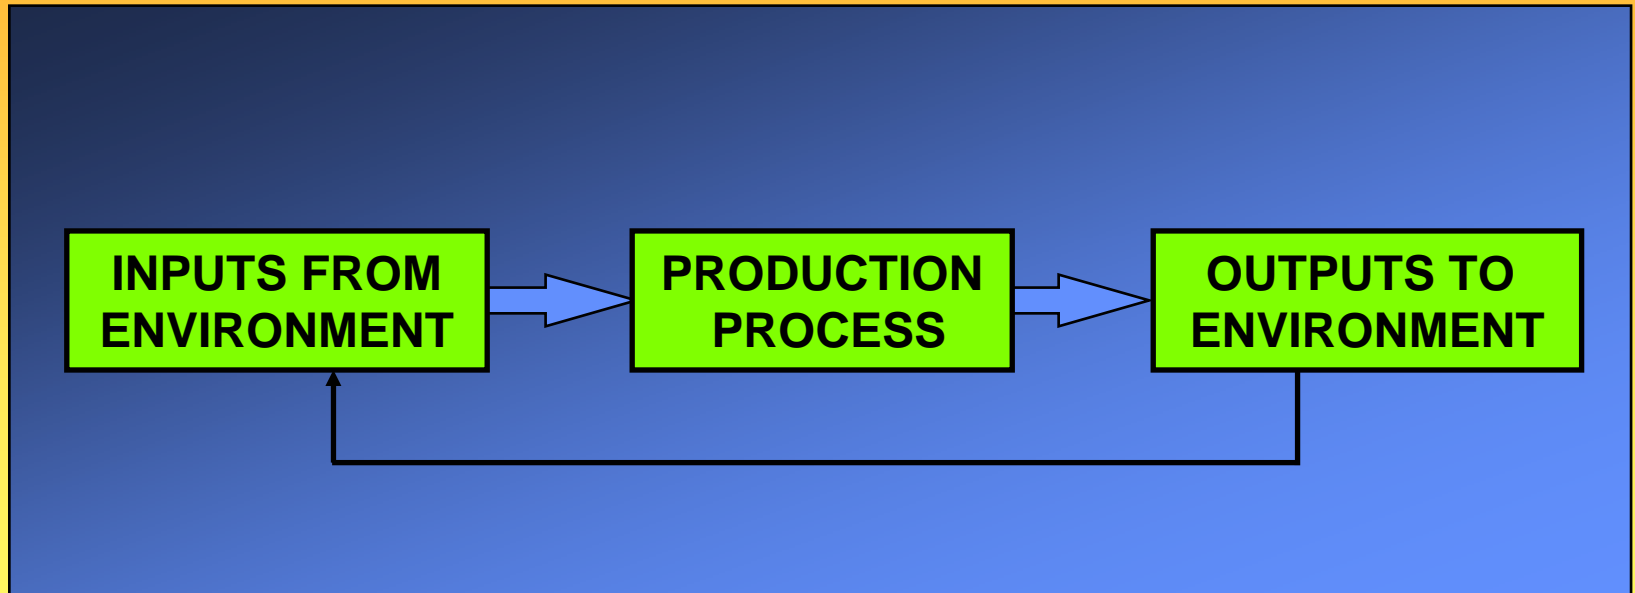 INPUTS FROM
ENVIRONMENT
PRODUCTION
PROCESS
OUTPUTS TO
ENVIRONMENT